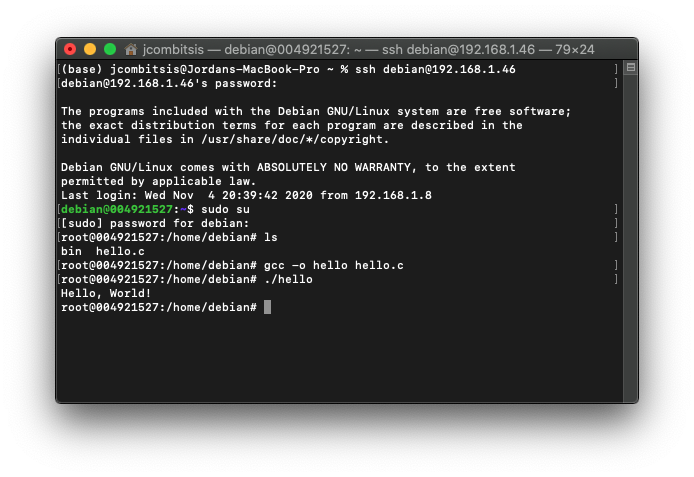 jcombitsis — debian@004921527: ~ — ssh debian@192.168.1.46 — 79×24
[(base) jcombitsis@Jordans-MacBook-Pro ~ % ssh debian@192.168.1.46 ]
[debian@192.168.1.46's password: ]
The programs included with the Debian GNU/Linux system are free software;
the exact distribution terms for each program are described in the
individual files in /usr/share/doc/*/copyright.
Debian GNU/Linux comes with ABSOLUTELY NO WARRANTY, to the extent
permitted by applicable law.
Last login: Wed Nov  4 20:39:42 2020 from 192.168.1.8
[debian@004921527:~$ sudo su ]
[[sudo] password for debian: ]
[root@004921527:/home/debian# ls ]
bin  hello.c
[root@004921527:/home/debian# gcc -o hello hello.c ]
[root@004921527:/home/debian# ./hello ]
Hello, World!
root@004921527:/home/debian#